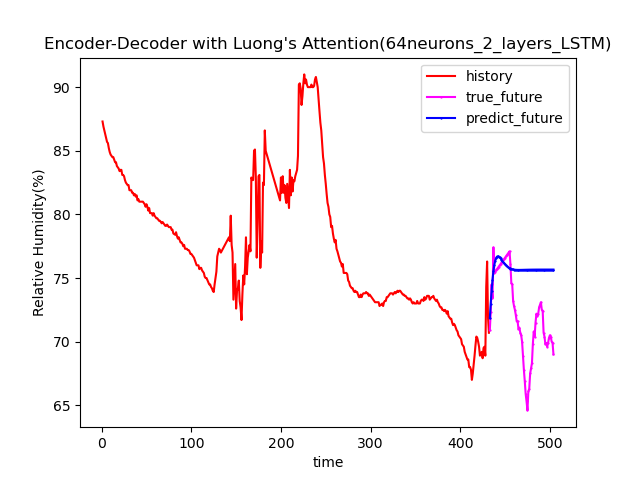 Encoder-Decoder with Luong's Attention(64neurons_2_layers_LSTM)
history
true_future
predict_future
Relative Humidity(%)
90
85
80
75
70
65
0 100 200 300 400 500
time